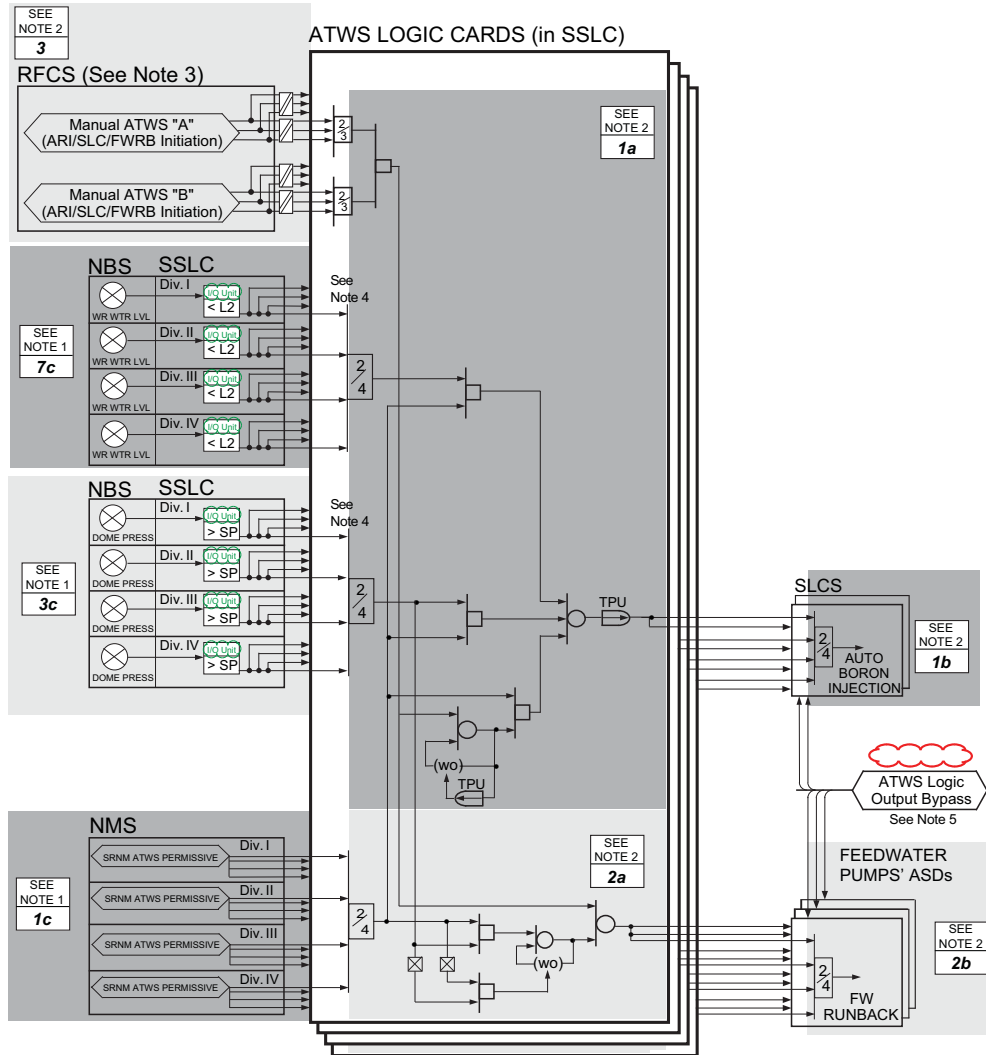 SEE
NOTE 2
3
ATWS LOGIC CARDS (in SSLC)
RFCS (See Note 3)
Manual ATWS "A"
(ARI/SLC/FWRB Initiation)
2/3
Manual ATWS "B"
(ARI/SLC/FWRB Initiation)
2/3
SEE
NOTE 2
1a
SEE
NOTE 1
7c
NBS SSLC
Div. I
I/Q Unit
< L2
WR WTR LVL
Div. II
I/Q Unit
< L2
WR WTR LVL
Div. III
I/Q Unit
< L2
WR WTR LVL
Div. IV
I/Q Unit
< L2
WR WTR LVL
See
Note 4
2/4
SEE
NOTE 1
3c
NBS SSLC
Div. I
I/Q Unit
> SP
DOME PRESS
Div. II
I/Q Unit
> SP
DOME PRESS
Div. III
I/Q Unit
> SP
DOME PRESS
Div. IV
I/Q Unit
> SP
DOME PRESS
See
Note 4
2/4
TPU
(wo)
TPU
SLCS
2/4
AUTO
BORON
INJECTION
SEE
NOTE 2
1b
ATWS Logic
Output Bypass
See Note 5
SEE
NOTE 1
1c
NMS
Div. I
SRNM ATWS PERMISSIVE
Div. II
SRNM ATWS PERMISSIVE
Div. III
SRNM ATWS PERMISSIVE
Div. IV
SRNM ATWS PERMISSIVE
2/4
SEE
NOTE 2
2a
(wo)
FEEDWATER
PUMPS' ASDs
2/4
FW
RUNBACK
SEE
NOTE 2
2b